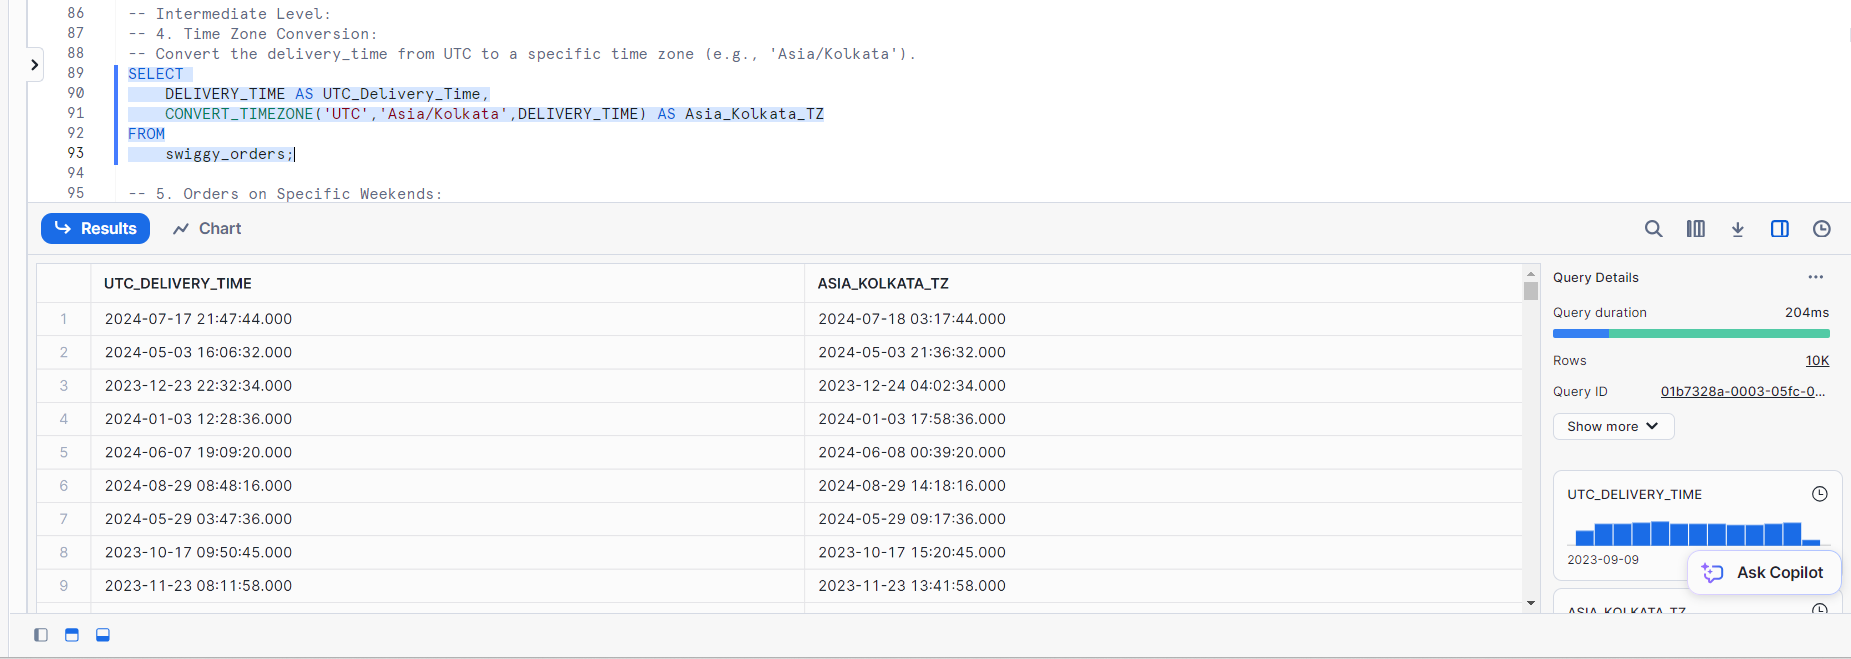 86 -- Intermediate Level:
87 -- 4. Time Zone Conversion:
88 -- Convert the delivery_time from UTC to a specific time zone (e.g., 'Asia/Kolkata').
89 SELECT
90 DELIVERY_TIME AS UTC_Delivery_Time,
91 CONVERT_TIMEZONE('UTC','Asia/Kolkata',DELIVERY_TIME) AS Asia_Kolkata_TZ
92 FROM
93 swiggy_orders;
94
95 -- 5. Orders on Specific Weekends:
Results Chart
UTC_DELIVERY_TIME ASIA_KOLKATA_TZ
1 2024-07-17 21:47:44.000 2024-07-18 03:17:44.000
2 2024-05-03 16:06:32.000 2024-05-03 21:36:32.000
3 2023-12-23 22:32:34.000 2023-12-24 04:02:34.000
4 2024-01-03 12:28:36.000 2024-01-03 17:58:36.000
5 2024-06-07 19:09:20.000 2024-06-08 00:39:20.000
6 2024-08-29 08:48:16.000 2024-08-29 14:18:16.000
7 2024-05-29 03:47:36.000 2024-05-29 09:17:36.000
8 2023-10-17 09:50:45.000 2023-10-17 15:20:45.000
9 2023-11-23 08:11:58.000 2023-11-23 13:41:58.000
Query Details ...
Query duration 204ms
Rows 10K
Query ID 01b7328a-0003-05fc-0...
Show more
UTC_DELIVERY_TIME
2023-09-09
Ask Copilot
ASIA_KOLKATA_TZ